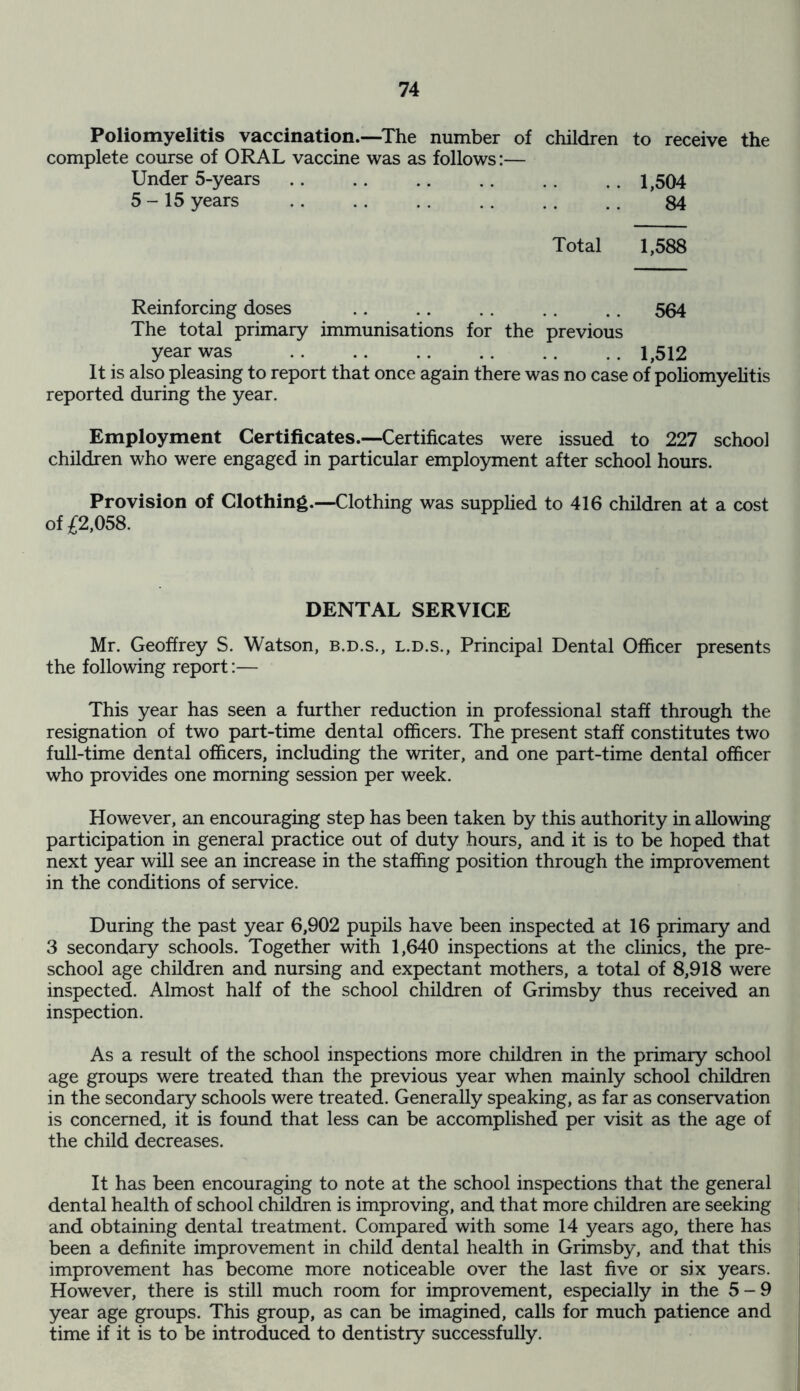 74
Poliomyelitis vaccination.—The number of children to receive the
complete course of ORAL vaccine was as follows:—
Under 5-years .. .. .. .. .. .. 1,504
5 - 15 years .. .. .. .. .. .. 84
Total 1,588
Reinforcing doses .. .. .. .. .. 564
The total primary immunisations for the previous
year was .. .. .. .. .. .. 1,512
It is also pleasing to report that once again there was no case of poliomyelitis
reported during the year.
Employment Certificates.—Certificates were issued to 227 school
children who were engaged in particular employment after school hours.
Provision of Clothing.—Clothing was supplied to 416 children at a cost
of £2,058.
DENTAL SERVICE
Mr. Geoffrey S. Watson, B.D.S., L.D.S., Principal Dental Officer presents
the following report:—
This year has seen a further reduction in professional staff through the
resignation of two part-time dental officers. The present staff constitutes two
full-time dental officers, including the writer, and one part-time dental officer
who provides one morning session per week.
However, an encouraging step has been taken by this authority in allowing
participation in general practice out of duty hours, and it is to be hoped that
next year will see an increase in the staffing position through the improvement
in the conditions of service.
During the past year 6,902 pupils have been inspected at 16 primary and
3 secondary schools. Together with 1,640 inspections at the clinics, the pre-
school age children and nursing and expectant mothers, a total of 8,918 were
inspected. Almost half of the school children of Grimsby thus received an
inspection.
As a result of the school inspections more children in the primary school
age groups were treated than the previous year when mainly school children
in the secondary schools were treated. Generally speaking, as far as conservation
is concerned, it is found that less can be accomplished per visit as the age of
the child decreases.
It has been encouraging to note at the school inspections that the general
dental health of school children is improving, and that more children are seeking
and obtaining dental treatment. Compared with some 14 years ago, there has
been a definite improvement in child dental health in Grimsby, and that this
improvement has become more noticeable over the last five or six years.
However, there is still much room for improvement, especially in the 5 - 9
year age groups. This group, as can be imagined, calls for much patience and
time if it is to be introduced to dentistry successfully.